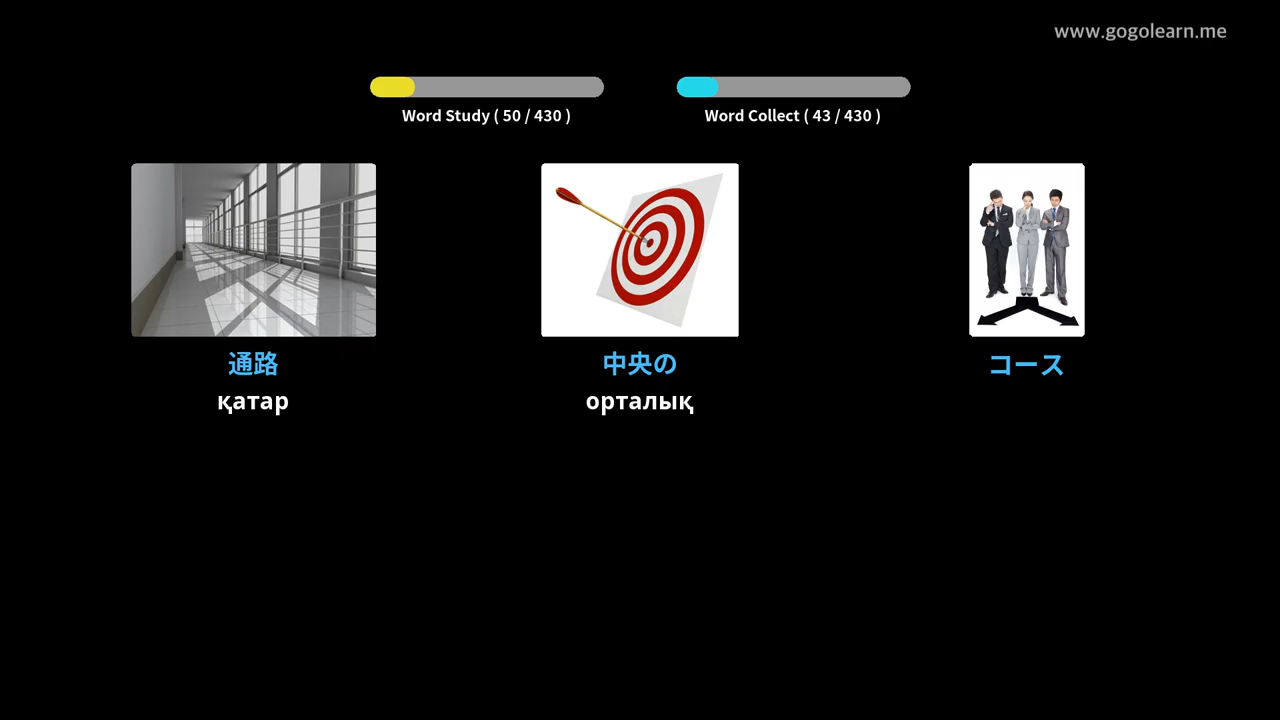 www.gogolearn.me
Word Study ( 50 / 430 )
Word Collect ( 43 / 430 )
通路
қатар
中央の
орталық
コース